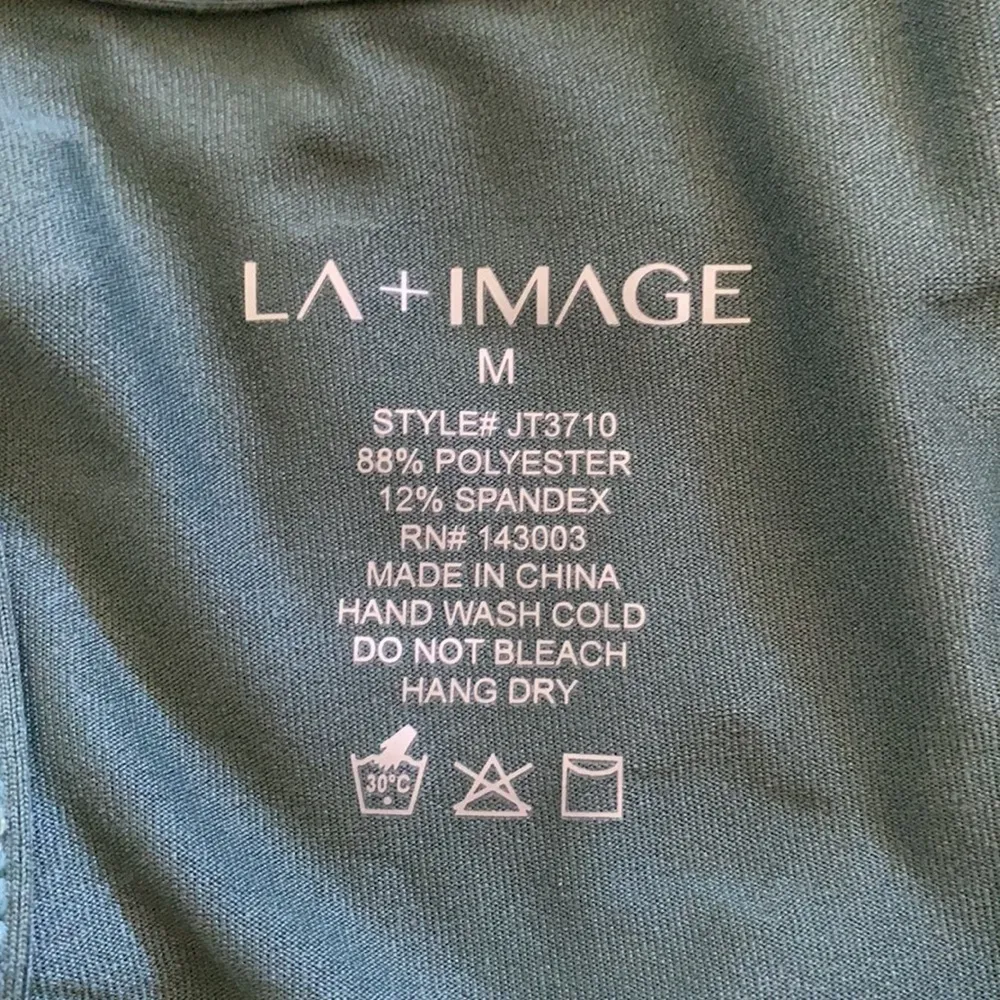 LA+IMAGE
M
STYLE# JT3710
88% POLYESTER
12% SPANDEX
RN# 143003
MADE IN CHINA
HAND WASH COLD
DO NOT BLEACH
HANG DRY
30°C